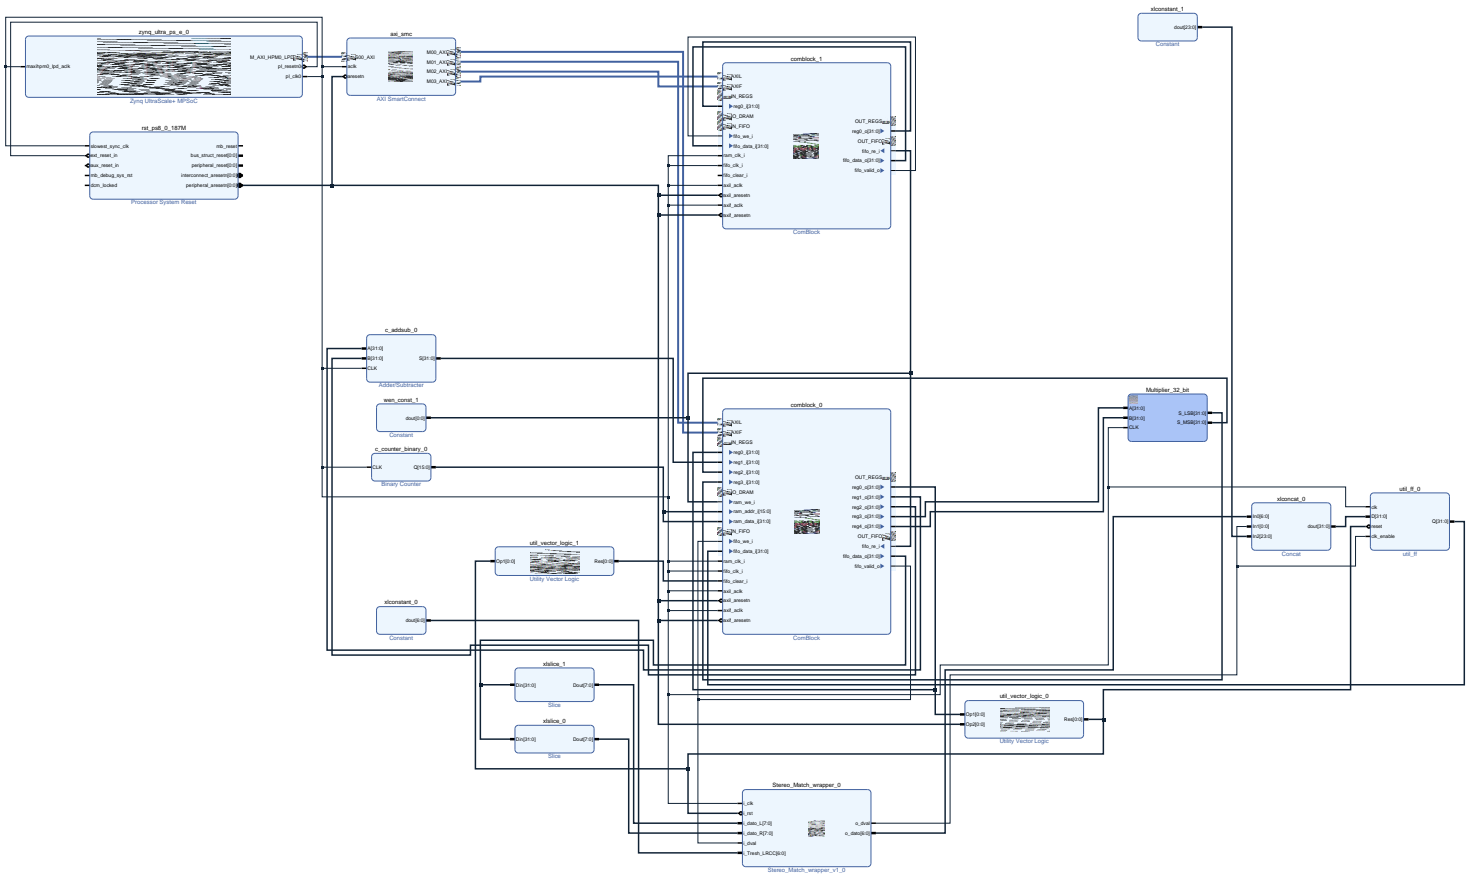 zynq_ultra_ps_e_0
maxihpm0_lpd_aclk
M_AXI_HPM0_LPD
pl_resetn0
pl_clk0
Zynq UltraScale+ MPSoC
axi_smc
S00_AXI
aclk
aresetn
M00_AXI
M01_AXI
M02_AXI
M03_AXI
AXI SmartConnect
rst_ps8_0_187M
slowest_sync_clk
ext_reset_in
aux_reset_in
mb_debug_sys_rst
dcm_locked
mb_reset
bus_struct_reset[0:0]
peripheral_reset[0:0]
interconnect_aresetn[0:0]
peripheral_aresetn[0:0]
Processor System Reset
comblock_1
AXIL
AXIF
IN_REGS
reg0_i[31:0]
IO_DRAM
IN_FIFO
fifo_we_i
fifo_data_i[31:0]
ram_clk_i
fifo_clk_i
fifo_clear_i
axil_aclk
axil_aresetn
axif_aclk
axif_aresetn
OUT_REGS
reg0_o[31:0]
OUT_FIFO
fifo_re_i
fifo_data_o[31:0]
fifo_valid_o
ComBlock
xlconstant_1
dout[23:0]
Constant
c_addsub_0
A[31:0]
B[31:0]
CLK
S[31:0]
Adder/Subtracter
wen_const_1
dout[0:0]
Constant
c_counter_binary_0
CLK
Q[15:0]
Binary Counter
comblock_0
AXIL
AXIF
IN_REGS
reg0_i[31:0]
reg1_i[31:0]
reg2_i[31:0]
reg3_i[31:0]
IO_DRAM
ram_we_i
ram_addr_i[15:0]
ram_data_i[31:0]
IN_FIFO
fifo_we_i
fifo_data_i[31:0]
ram_clk_i
fifo_clk_i
fifo_clear_i
axil_aclk
axil_aresetn
axif_aclk
axif_aresetn
OUT_REGS
reg0_o[31:0]
reg1_o[31:0]
reg2_o[31:0]
reg3_o[31:0]
reg4_o[31:0]
OUT_FIFO
fifo_re_i
fifo_data_o[31:0]
fifo_valid_o
ComBlock
Multiplier_32_bit
A[31:0]
B[31:0]
CLK
S_LSB[31:0]
S_MSB[31:0]
xlconcat_0
In0[6:0]
In1[0:0]
In2[23:0]
dout[31:0]
Concat
util_ff_0
clk
D[31:0]
reset
clk_enable
Q[31:0]
util_ff
util_vector_logic_1
Op1[0:0]
Res[0:0]
Utility Vector Logic
xlconstant_0
dout[6:0]
Constant
xlslice_1
Din[31:0]
Dout[7:0]
Slice
xlslice_0
Din[31:0]
Dout[7:0]
Slice
util_vector_logic_0
Op1[0:0]
Op2[0:0]
Res[0:0]
Utility Vector Logic
Stereo_Match_wrapper_0
i_clk
i_rst
i_dato_L[7:0]
i_dato_R[7:0]
i_dval
i_Tresh_LRCC[6:0]
o_dval
o_dato[6:0]
Stereo_Match_wrapper_v1_0